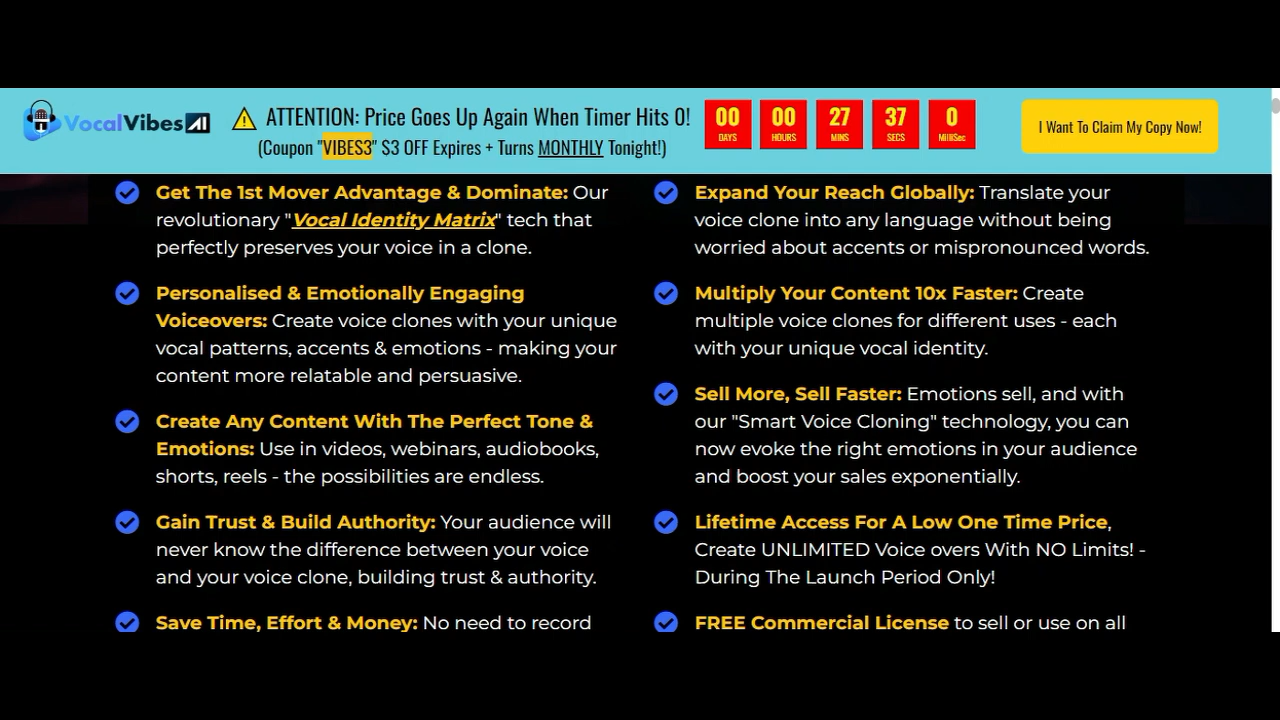 VocalVibes AI
ATTENTION: Price Goes Up Again When Timer Hits 0!
(Coupon "VIBES3" $3 OFF Expires + Turns MONTHLY Tonight!)
00 00 27 37 0
DAYS HOURS MINS SECS MilliSec
I Want To Claim My Copy Now!
Get The 1st Mover Advantage & Dominate: Our
revolutionary "Vocal Identity Matrix" tech that
perfectly preserves your voice in a clone.
Personalised & Emotionally Engaging
Voiceovers: Create voice clones with your unique
vocal patterns, accents & emotions - making your
content more relatable and persuasive.
Create Any Content With The Perfect Tone &
Emotions: Use in videos, webinars, audiobooks,
shorts, reels - the possibilities are endless.
Gain Trust & Build Authority: Your audience will
never know the difference between your voice
and your voice clone, building trust & authority.
Save Time, Effort & Money: No need to record
Expand Your Reach Globally: Translate your
voice clone into any language without being
worried about accents or mispronounced words.
Multiply Your Content 10x Faster: Create
multiple voice clones for different uses - each
with your unique vocal identity.
Sell More, Sell Faster: Emotions sell, and with
our "Smart Voice Cloning" technology, you can
now evoke the right emotions in your audience
and boost your sales exponentially.
Lifetime Access For A Low One Time Price,
Create UNLIMITED Voice overs With NO Limits! -
During The Launch Period Only!
FREE Commercial License to sell or use on all